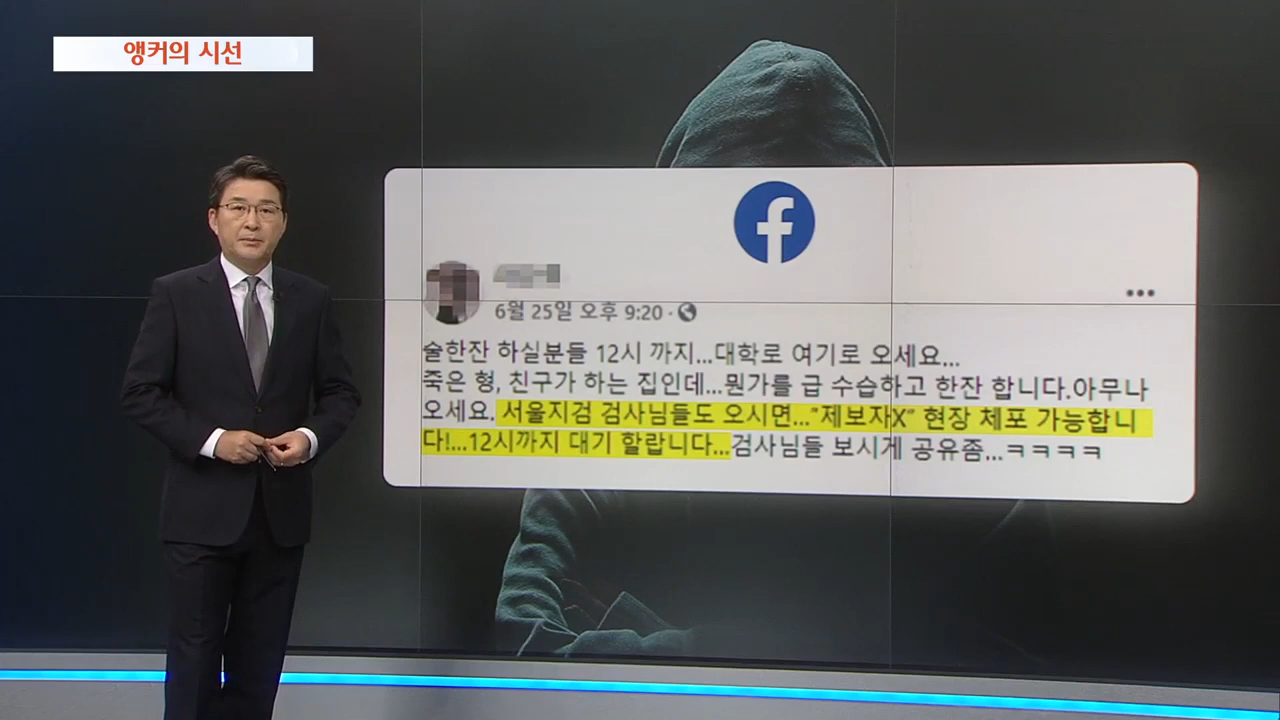 앵커의 시선
6월 25일 오후 9:20 ·
술한잔 하실분들 12시 까지...대학로 여기로 오세요...
죽은 형, 친구가 하는 집인데...뭔가를 급 수습하고 한잔 합니다.아무나
오세요. 서울지검 검사님들도 오시면..."제보자X" 현장 체포 가능합니
다!...12시까지 대기 할랍니다...검사님들 보시게 공유좀...ㅋㅋㅋㅋ